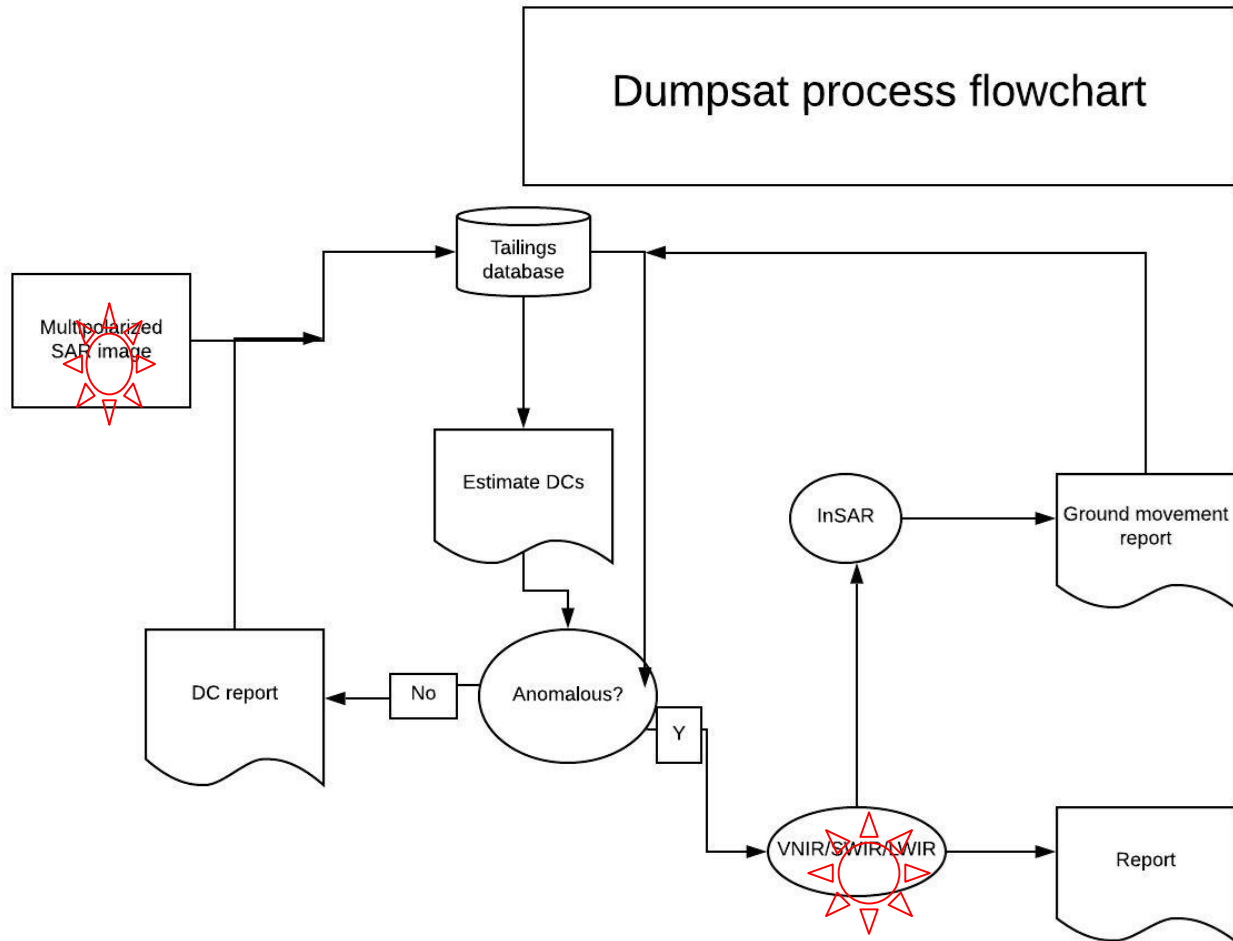 Dumpsat process flowchart
Tailings
database
Multipolarized
SAR image
Estimate DCs
InSAR
Ground movement
report
DC report
No
Anomalous?
Y
VNIR/SWIR/LWIR
Report